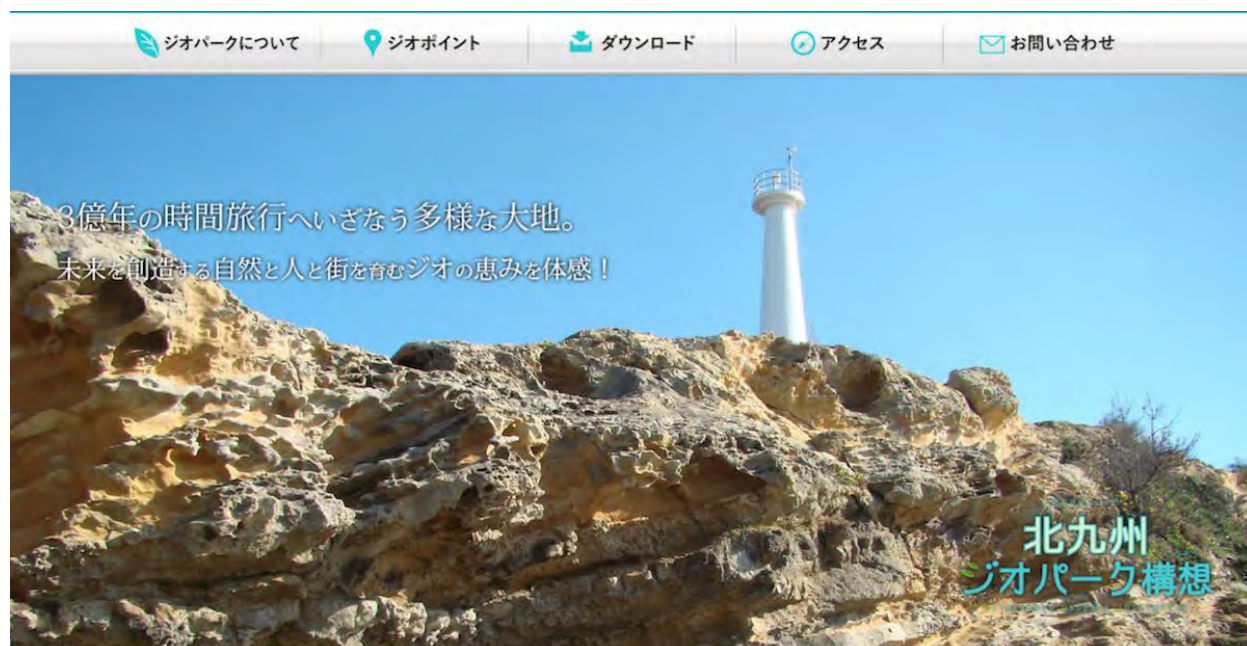 ジオパークについて
ジオポイント
ダウンロード
アクセス
お問い合わせ
3億年の時間旅行へいざなう多様な大地。
未来を創造する自然と人と街を育むジオの恵みを体感！
北九州
ジオパーク構想